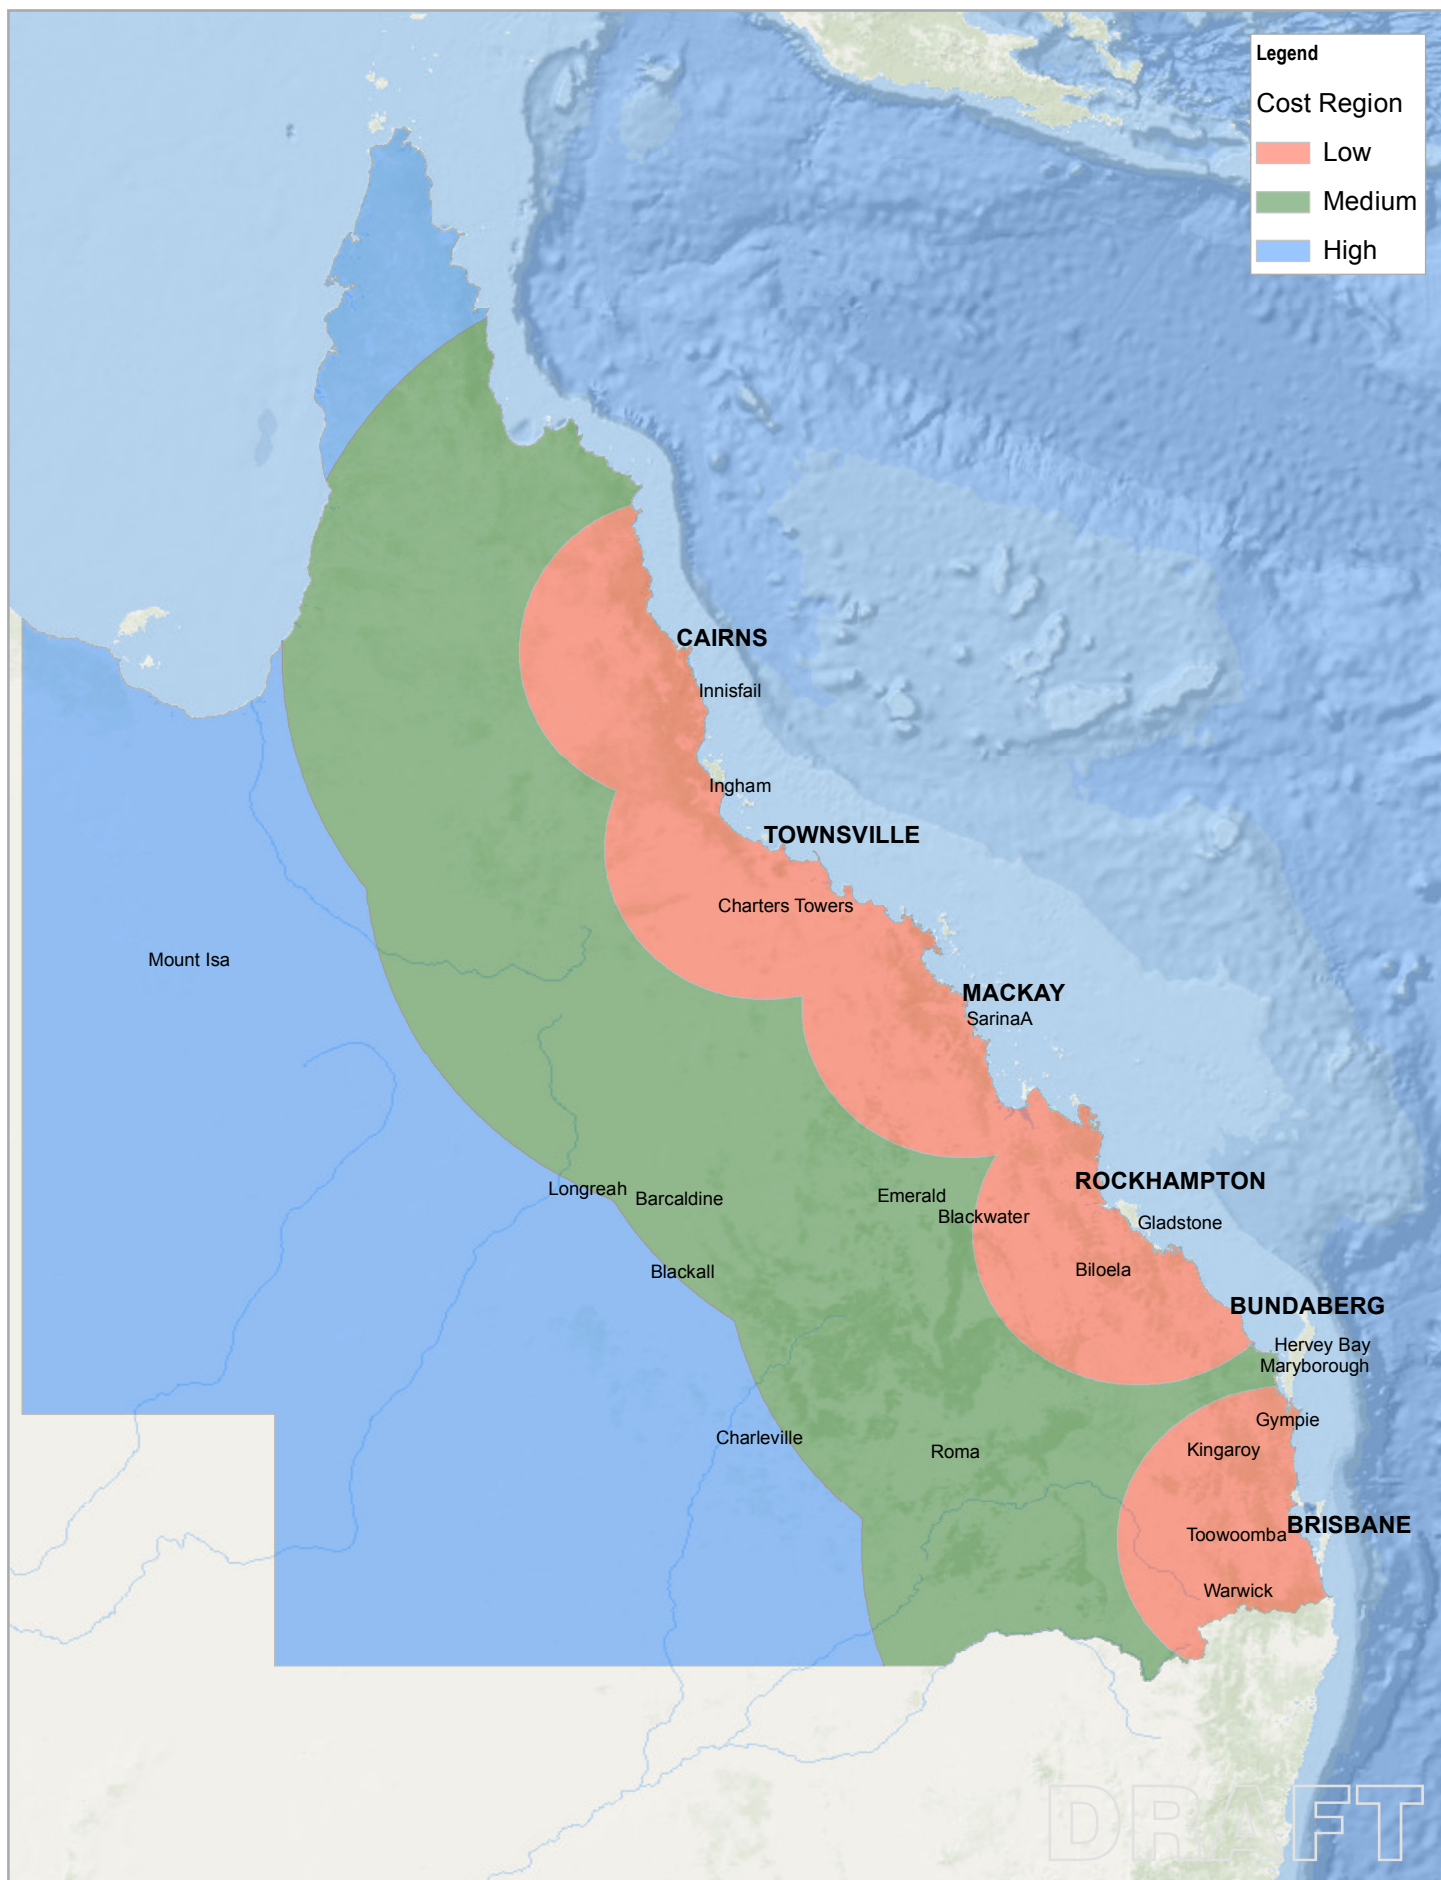 Legend
Cost Region
Low
Medium
High
CAIRNS
Innisfail
Ingham
TOWNSVILLE
Charters Towers
Mount Isa
MACKAY
SarinaA
ROCKHAMPTON
Longreah
Barcaldine
Emerald
Blackwater
Gladstone
Blackall
Biloela
BUNDABERG
Hervey Bay
Maryborough
Gympie
Charleville
Roma
Kingaroy
BRISBANE
Toowoomba
Warwick
DRAFT